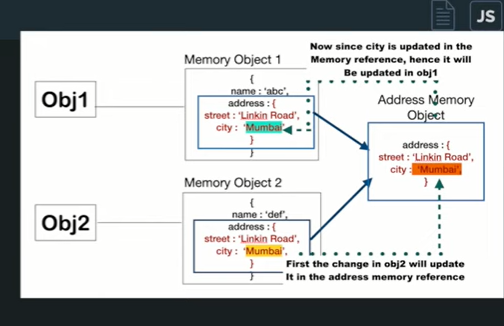 JS
Now since city is updated in the
Memory reference, hence it will
Be updated in obj1
Memory Object 1
{
name : 'abc',
address : {
street : 'Linkin Road',
city : 'Mumbai',
}
}
Obj1
Address Memory
Object
address : {
street : 'Linkin Road',
city : 'Mumbai',
}
Memory Object 2
{
name : 'def',
address : {
street : 'Linkin Road',
city : 'Mumbai',
}
}
Obj2
First the change in obj2 will update
It in the address memory reference